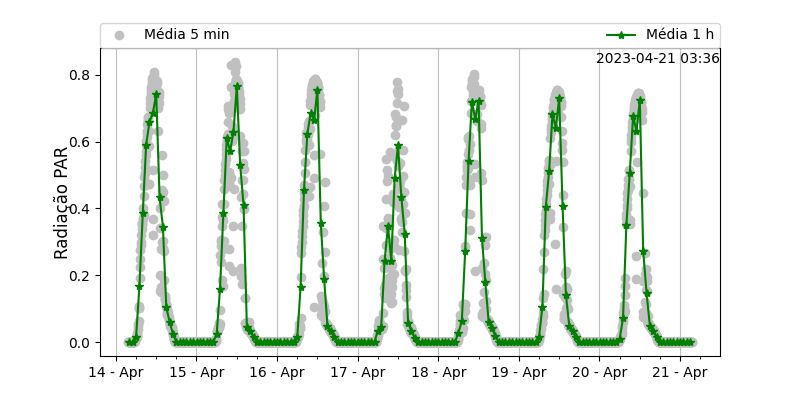 Média 5 min
Média 1 h
2023-04-21 03:36
Radiação PAR
0.8
0.6
0.4
0.2
0.0
14 - Apr
15 - Apr
16 - Apr
17 - Apr
18 - Apr
19 - Apr
20 - Apr
21 - Apr